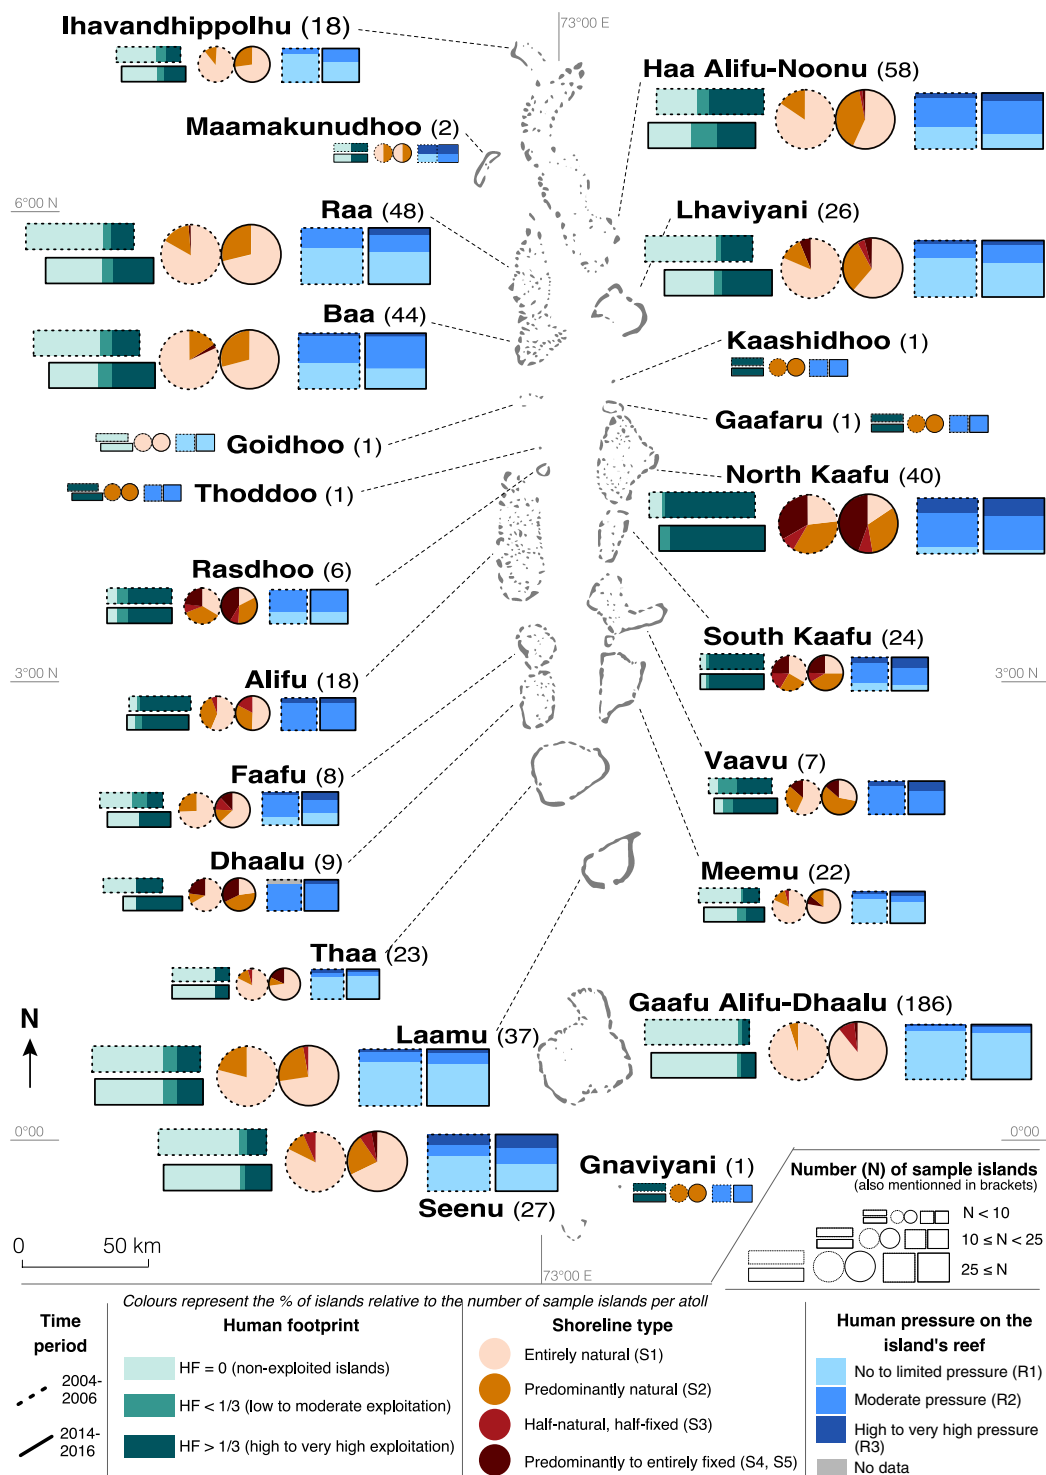 Ihavandhippolhu (18)
73°00 E
Haa Alifu-Noonu (58)
Maamakunudhoo (2)
6°00 N
Raa (48)
Lhaviyani (26)
Baa (44)
Kaashidhoo (1)
Gaafaru (1)
Goidhoo (1)
Thoddoo (1)
North Kaafu (40)
Rasdhoo (6)
South Kaafu (24)
3°00 N
3°00 N
Alifu (18)
Vaavu (7)
Faafu (8)
Dhaalu (9)
Meemu (22)
Thaa (23)
Gaafu Alifu-Dhaalu (186)
N
Laamu (37)
0°00
0°00
Gnaviyani (1)
Seenu (27)
Number (N) of sample islands
(also mentionned in brackets)
N < 10
10 ≤ N < 25
25 ≤ N
0 50 km
73°00 E
Colours represent the % of islands relative to the number of sample islands per atoll
Time
period
2004-
2006
2014-
2016
Human footprint
HF = 0 (non-exploited islands)
HF < 1/3 (low to moderate exploitation)
HF > 1/3 (high to very high exploitation)
Shoreline type
Entirely natural (S1)
Predominantly natural (S2)
Half-natural, half-fixed (S3)
Predominantly to entirely fixed (S4, S5)
Human pressure on the
island's reef
No to limited pressure (R1)
Moderate pressure (R2)
High to very high pressure
(R3)
No data